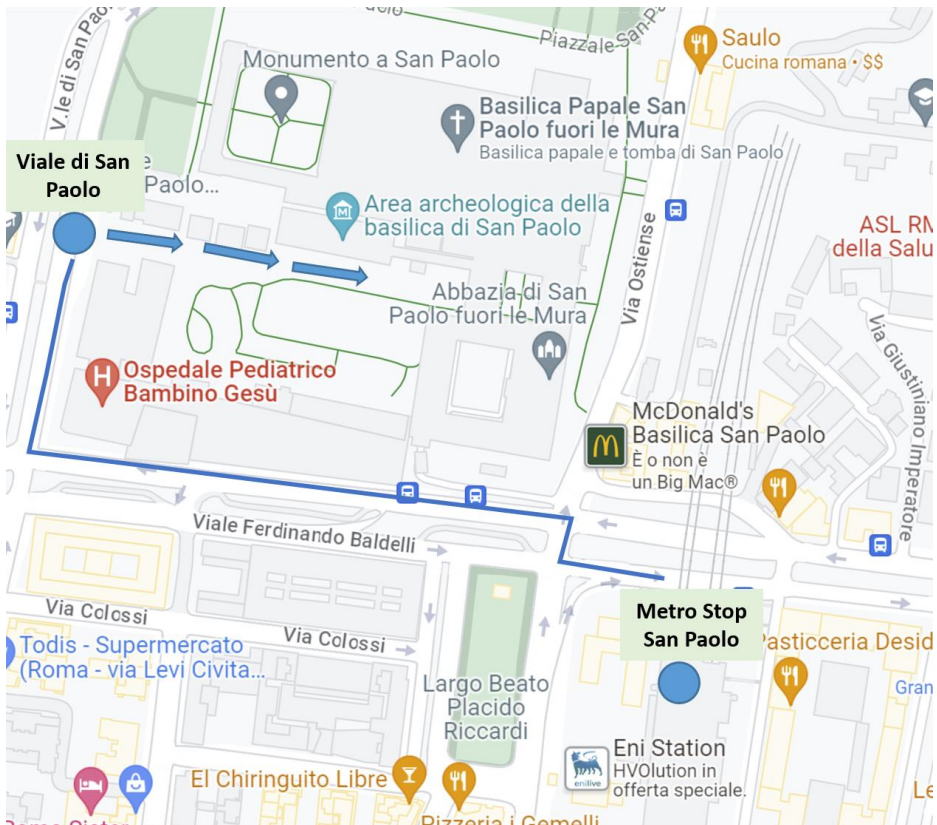 V.le di San Paolo
Piazzale San Pa
Saulo
Cucina romana • $$
Monumento a San Paolo
Basilica Papale San
Paolo fuori le Mura
Basilica papale e tomba di San Paolo
Viale di San
Paolo
e
Paolo...
Area archeologica della
basilica di San Paolo
ASL RM
della Salu
Via Ostiense
Abbazia di San
Paolo fuori le Mura
Via Giustiniano Imperatore
H
Ospedale Pediatrico
Bambino Gesù
McDonald's
Basilica San Paolo
È o non è
un Big Mac®
Viale Ferdinando Baldelli
Via Colossi
Via Colossi
Metro Stop
San Paolo
Todis - Supermercato
(Roma - via Levi Civita...
Pasticceria Desid
Largo Beato
Placido
Riccardi
Gran
Eni Station
HVOlution in
offerta speciale.
enilive
El Chiringuito Libre
Le
Pizzeria i Gemelli